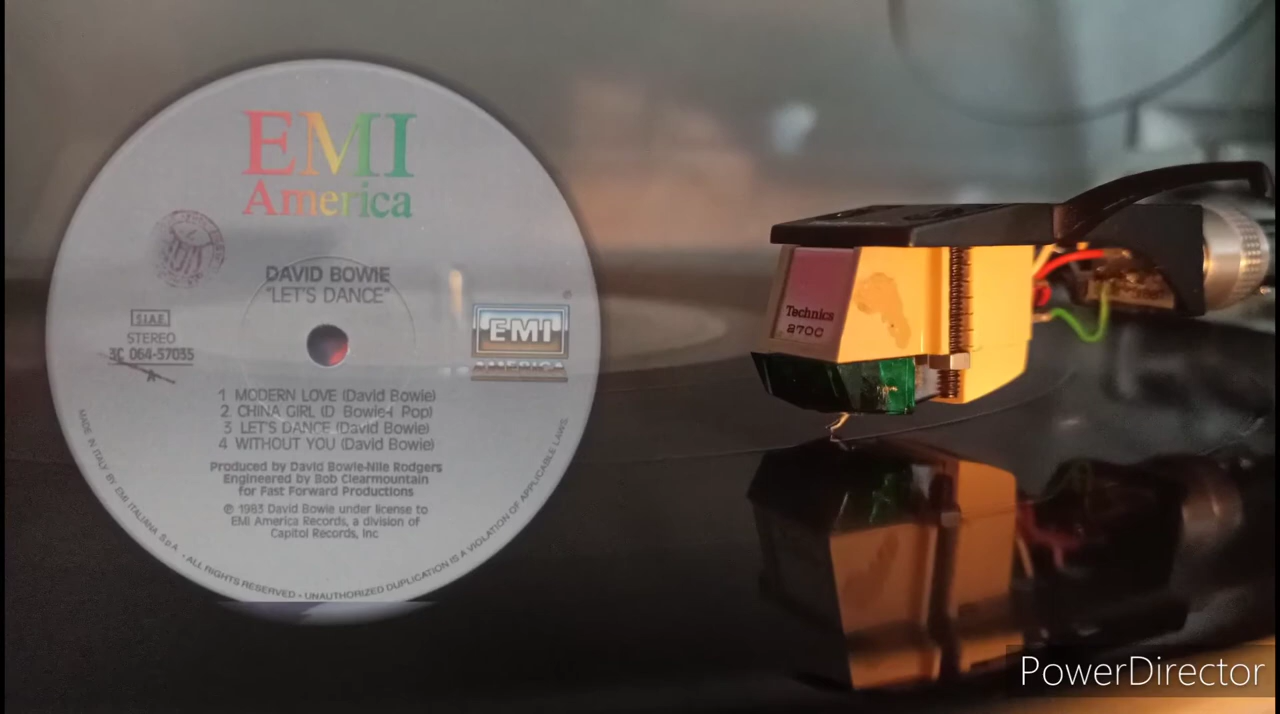 EMI
America
DAVID BOWIE
"LET'S DANCE"
S.I.A.E.
STEREO
3C 064-57035
EMI
AMERICA
1 MODERN LOVE (David Bowie)
2 CHINA GIRL (D Bowie-I Pop)
3 LET'S DANCE (David Bowie)
4 WITHOUT YOU (David Bowie)
Produced by David Bowie-Nile Rodgers
Engineered by Bob Clearmountain
for Fast Forward Productions
℗ 1983 David Bowie under license to
EMI America Records, a division of
Capitol Records, Inc
MADE IN ITALY BY EMI ITALIANA S.p.A. • ALL RIGHTS RESERVED • UNAUTHORIZED DUPLICATION IS A VIOLATION OF APPLICABLE LAWS.
Technics
270C
PowerDirector